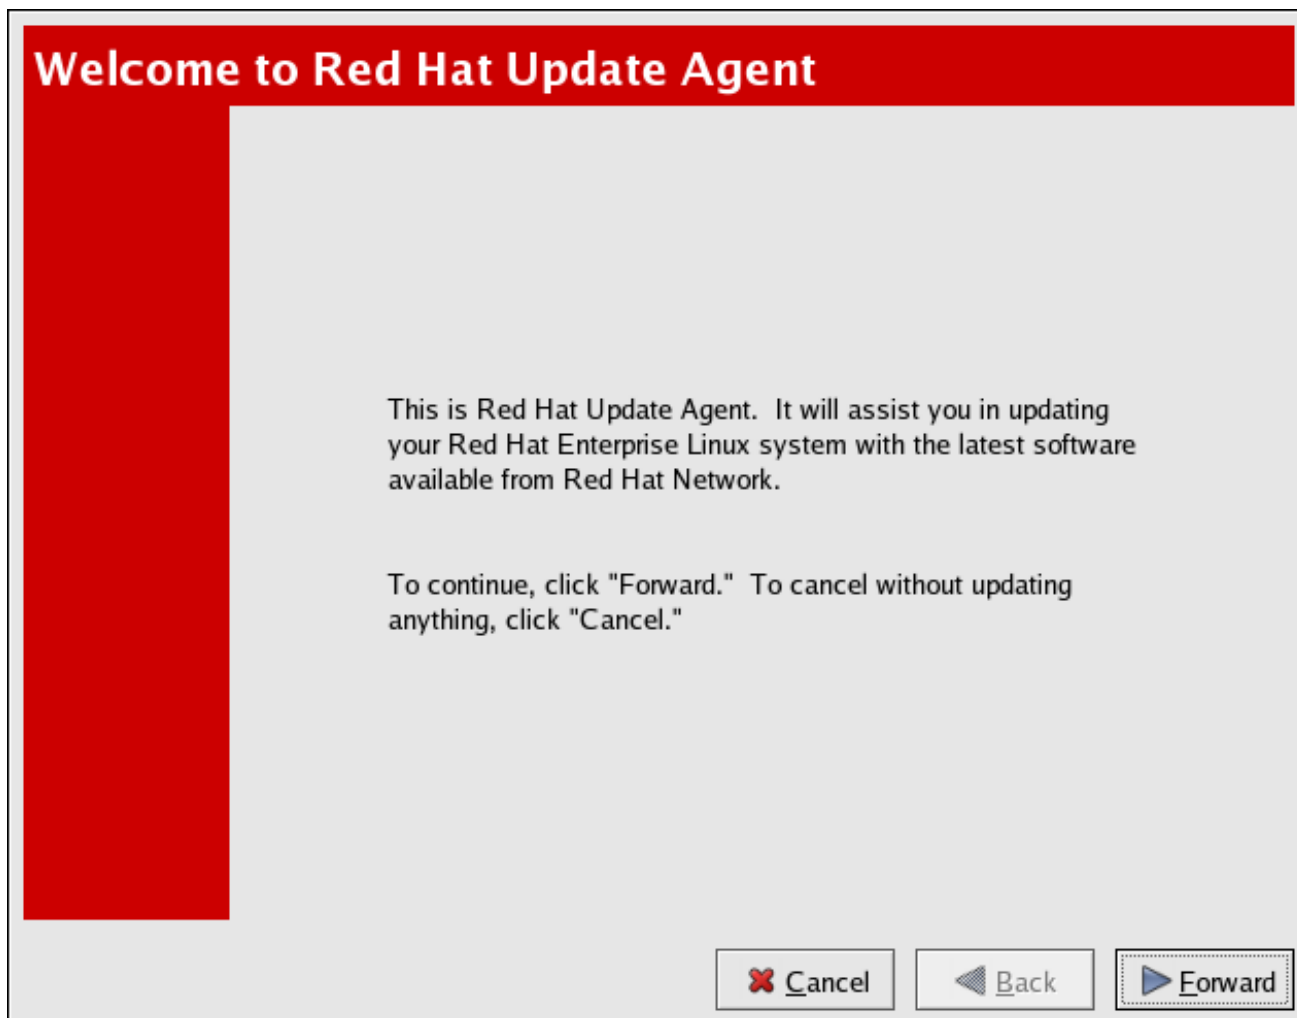 Welcome to Red Hat Update Agent
This is Red Hat Update Agent.  It will assist you in updating
your Red Hat Enterprise Linux system with the latest software
available from Red Hat Network.
To continue, click "Forward."  To cancel without updating
anything, click "Cancel."
Cancel
Back
Forward